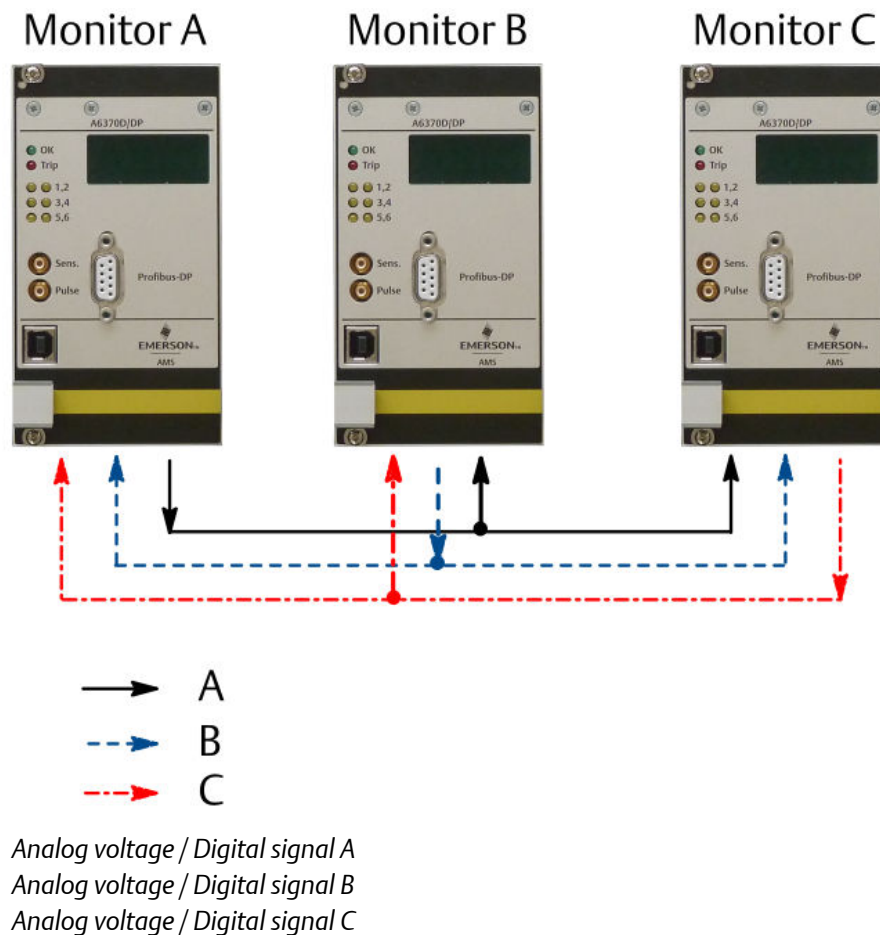 Monitor A Monitor B Monitor C
A6370D/DP A6370D/DP A6370D/DP
OK OK OK
Trip Trip Trip
1,2 1,2 1,2
3,4 3,4 3,4
5,6 5,6 5,6
Sens. Sens. Sens.
Profibus-DP Profibus-DP Profibus-DP
Pulse Pulse Pulse
EMERSON™ EMERSON™ EMERSON™
AMS AMS AMS
A
B
C
Analog voltage / Digital signal A
Analog voltage / Digital signal B
Analog voltage / Digital signal C